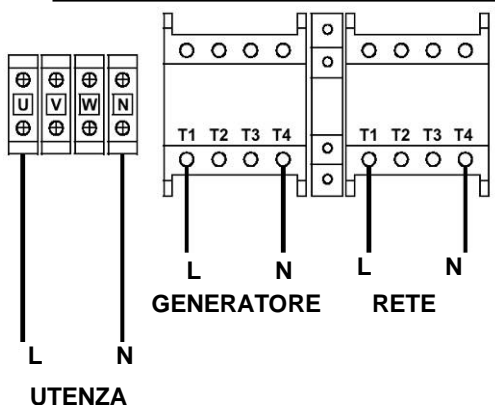 U V W N
T1 T2 T3 T4 T1 T2 T3 T4
L N L N
GENERATORE RETE
L N
UTENZA